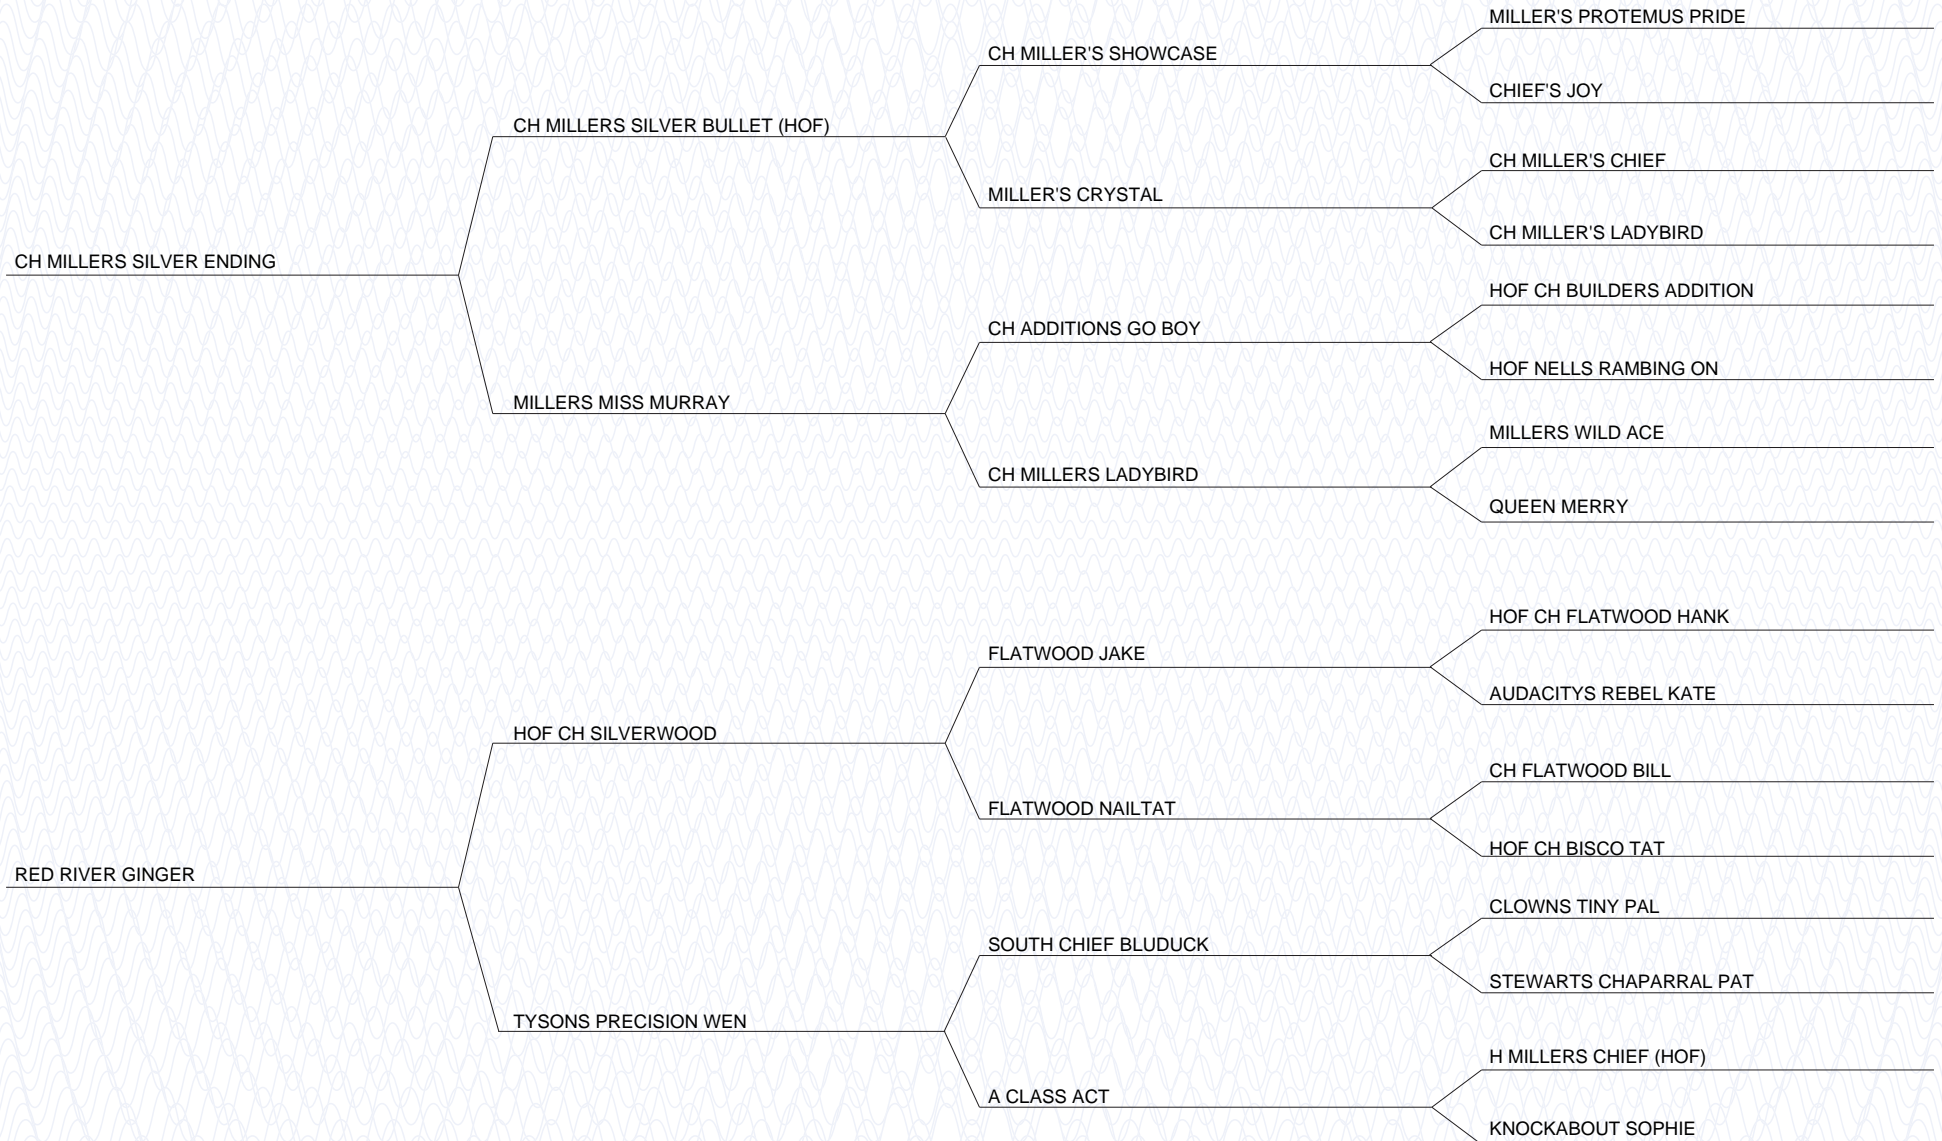 MILLER'S PROTEMUS PRIDE
CH MILLER'S SHOWCASE
CHIEF'S JOY
CH MILLERS SILVER BULLET (HOF)
CH MILLER'S CHIEF
MILLER'S CRYSTAL
CH MILLER'S LADYBIRD
CH MILLERS SILVER ENDING
HOF CH BUILDERS ADDITION
CH ADDITIONS GO BOY
HOF NELLS RAMBING ON
MILLERS MISS MURRAY
MILLERS WILD ACE
CH MILLERS LADYBIRD
QUEEN MERRY
HOF CH FLATWOOD HANK
FLATWOOD JAKE
AUDACITYS REBEL KATE
HOF CH SILVERWOOD
CH FLATWOOD BILL
FLATWOOD NAILTAT
HOF CH BISCO TAT
RED RIVER GINGER
CLOWNS TINY PAL
SOUTH CHIEF BLUDUCK
STEWARTS CHAPARRAL PAT
TYSONS PRECISION WEN
H MILLERS CHIEF (HOF)
A CLASS ACT
KNOCKABOUT SOPHIE